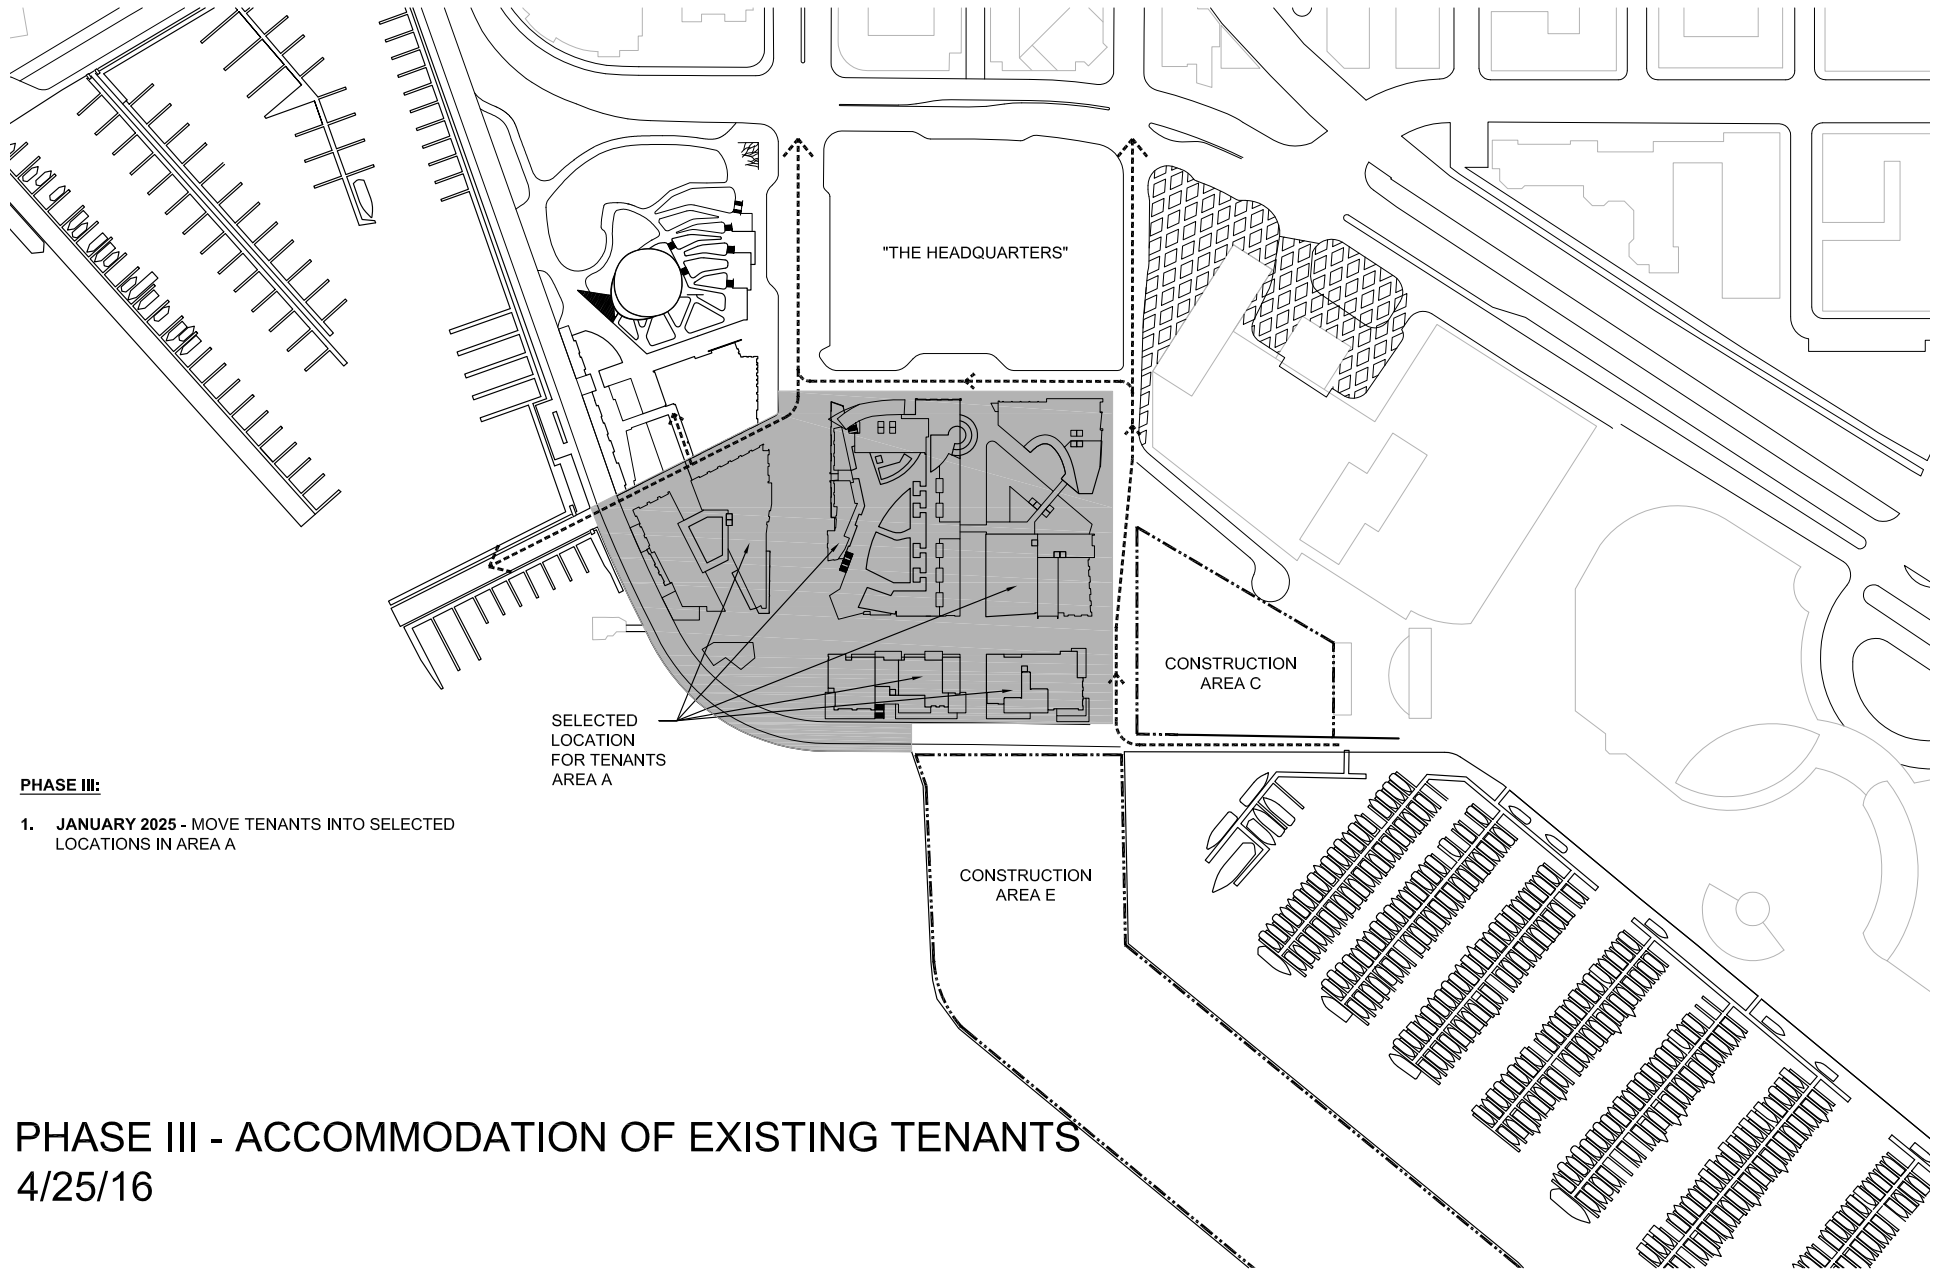 "THE HEADQUARTERS"
CONSTRUCTION
AREA C
SELECTED
LOCATION
FOR TENANTS
AREA A
PHASE III:
1. JANUARY 2025 - MOVE TENANTS INTO SELECTED
LOCATIONS IN AREA A
CONSTRUCTION
AREA E
PHASE III - ACCOMMODATION OF EXISTING TENANTS
4/25/16